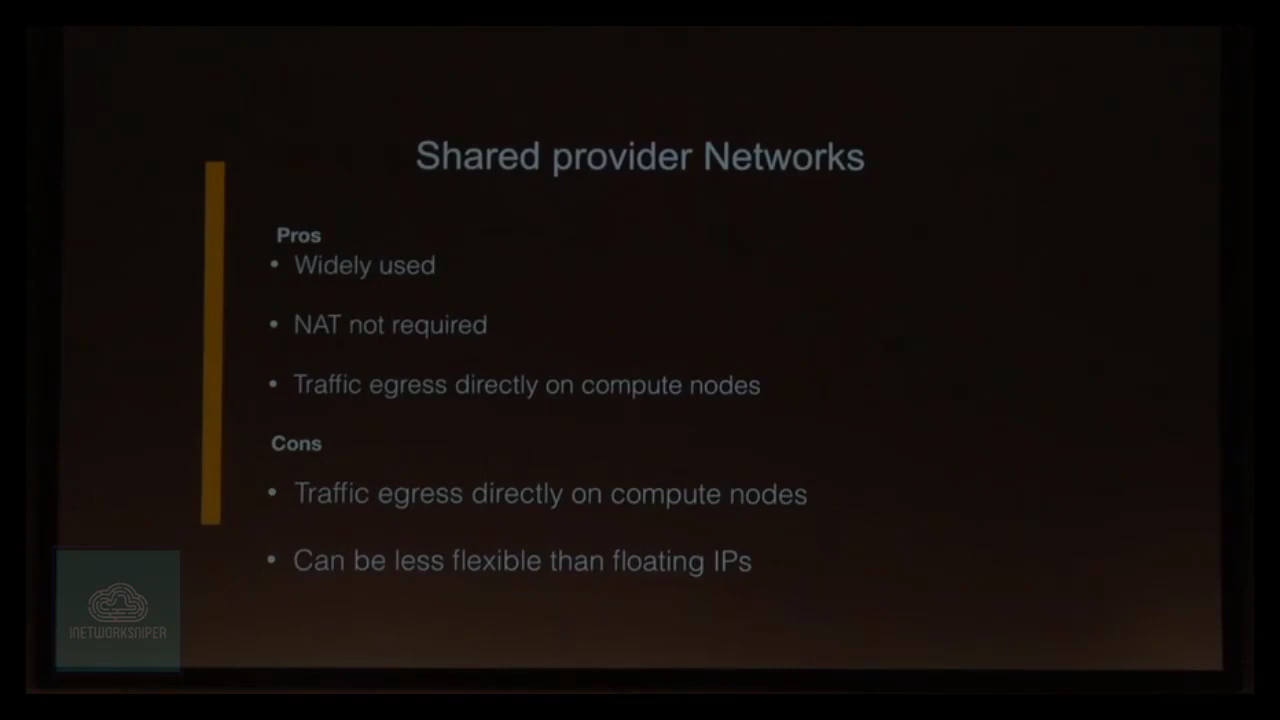 Shared provider Networks
Pros
• Widely used
• NAT not required
• Traffic egress directly on compute nodes
Cons
• Traffic egress directly on compute nodes
• Can be less flexible than floating IPs
INETWORKSNIPER